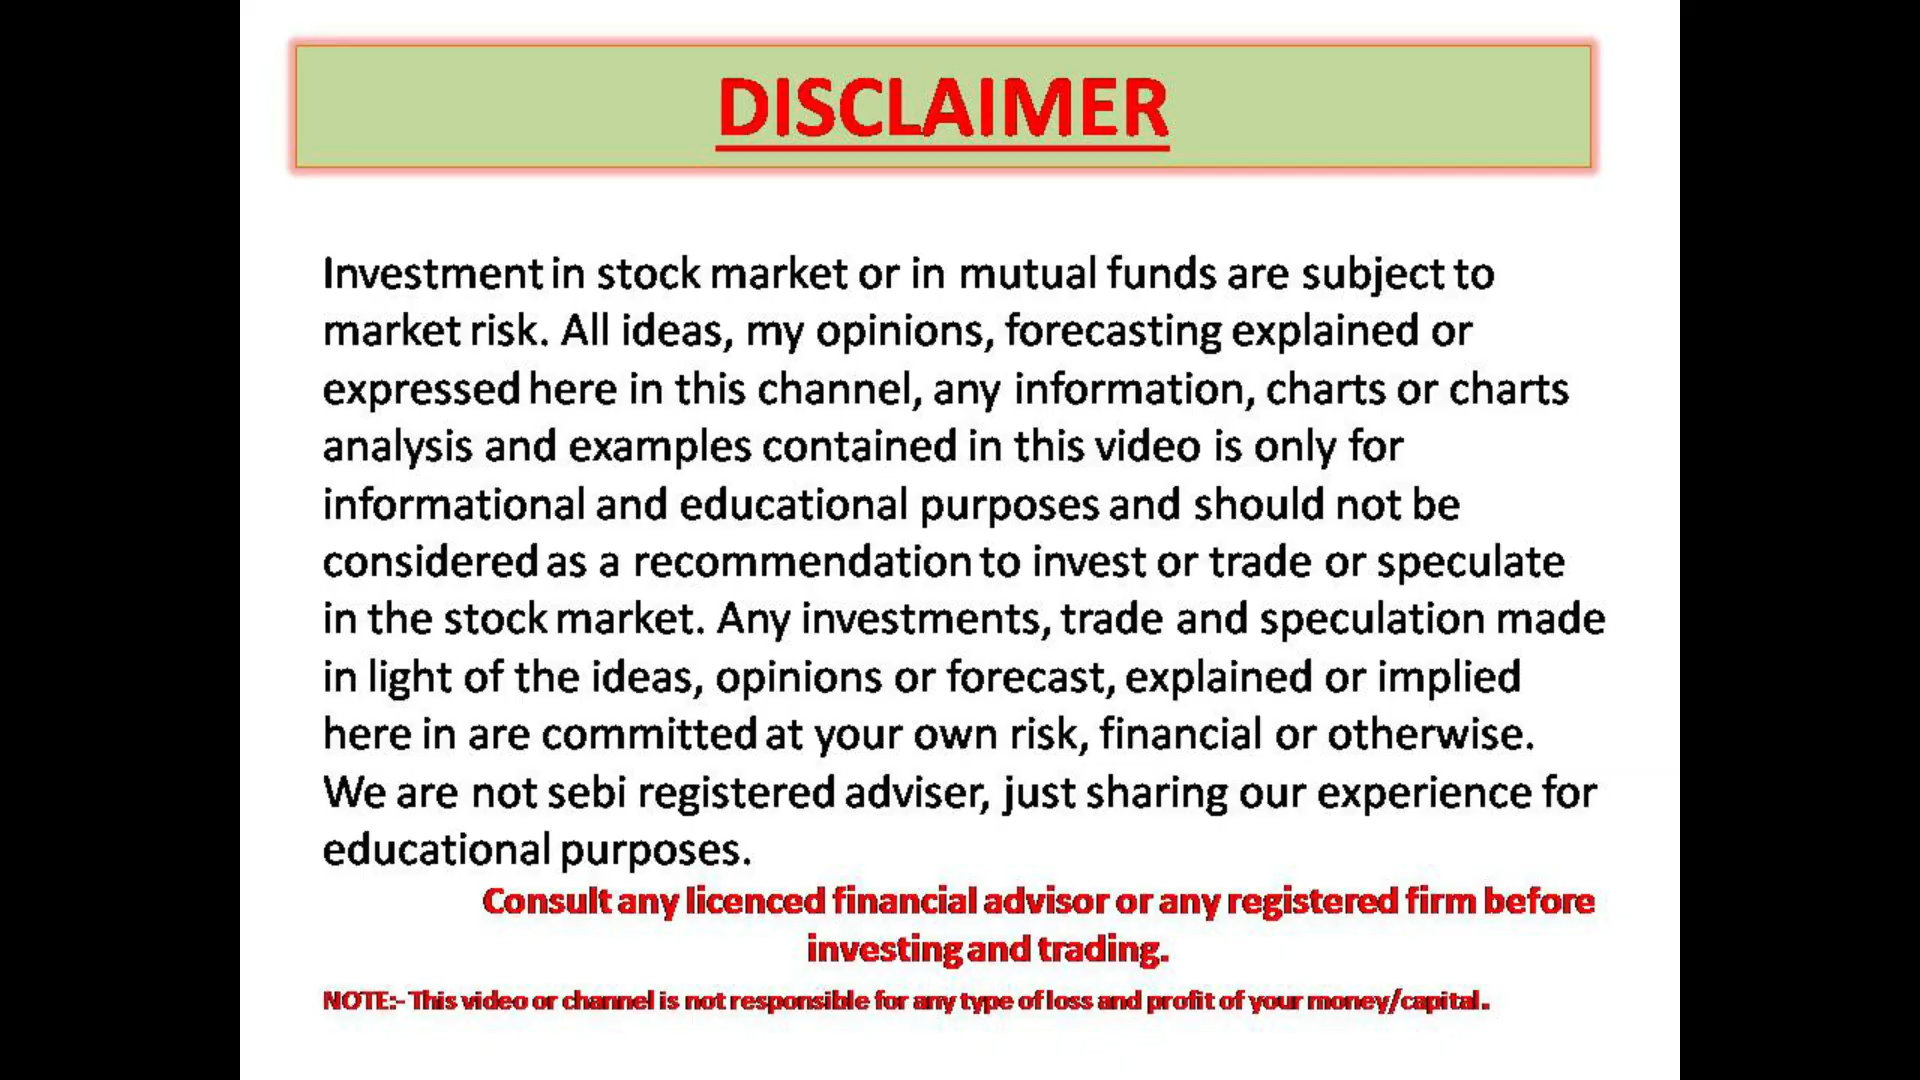 DISCLAIMER
Investment in stock market or in mutual funds are subject to
market risk. All ideas, my opinions, forecasting explained or
expressed here in this channel, any information, charts or charts
analysis and examples contained in this video is only for
informational and educational purposes and should not be
considered as a recommendation to invest or trade or speculate
in the stock market. Any investments, trade and speculation made
in light of the ideas, opinions or forecast, explained or implied
here in are committed at your own risk, financial or otherwise.
We are not sebi registered adviser, just sharing our experience for
educational purposes.
Consult any licenced financial advisor or any registered firm before
investing and trading.
NOTE:- This video or channel is not responsible for any type of loss and profit of your money/capital.